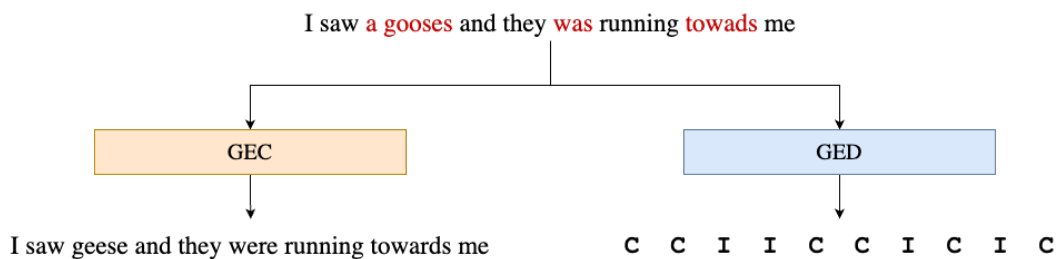 I saw a gooses and they was running towads me
GEC
GED
I saw geese and they were running towards me
C C I I C C I C I C